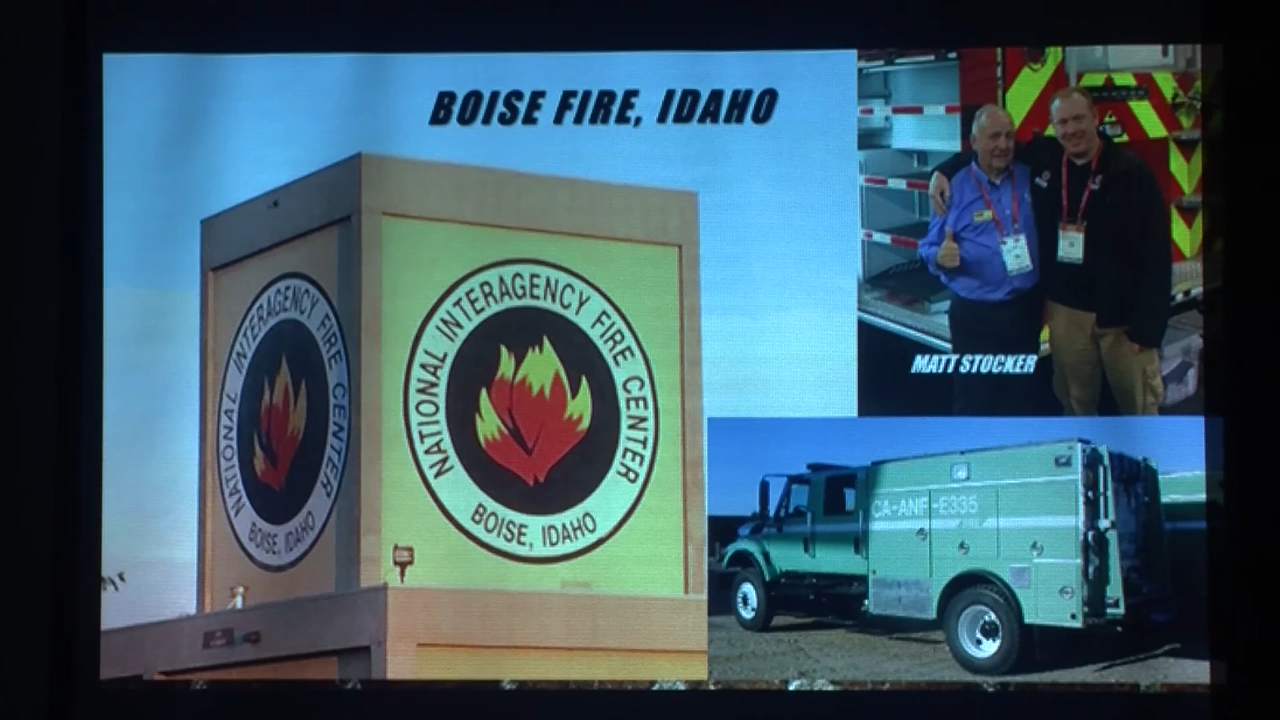 BOISE FIRE, IDAHO
NATIONAL INTERAGENCY FIRE CENTER
BOISE, IDAHO
NATIONAL INTERAGENCY FIRE CENTER
BOISE, IDAHO
MATT STOCKER
CA-ANF-E335